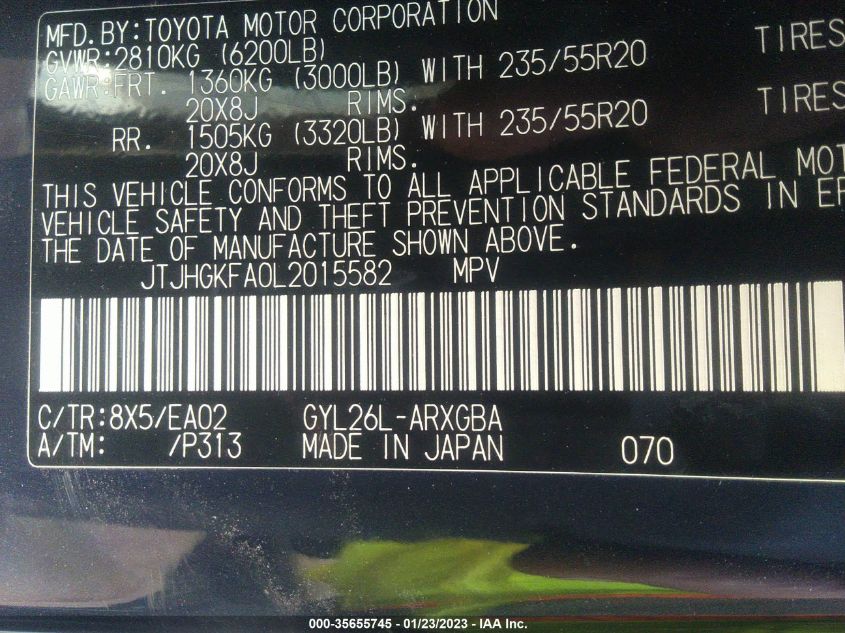 MFD.BY:TOYOTA MOTOR CORPORATION
GVWR:2810KG (6200LB)
GAWR:FRT. 1360KG (3000LB) WITH 235/55R20 TIRES
20X8J RIMS.
RR. 1505KG (3320LB) WITH 235/55R20 TIRES
20X8J RIMS.
THIS VEHICLE CONFORMS TO ALL APPLICABLE FEDERAL MOT
VEHICLE SAFETY AND THEFT PREVENTION STANDARDS IN EF
THE DATE OF MANUFACTURE SHOWN ABOVE.
JTJHGKFA0L2015582 MPV
C/TR:8X5/EA02 GYL26L-ARXGBA
A/TM: /P313 MADE IN JAPAN 070
000-35655745 - 01/23/2023 - IAA Inc.